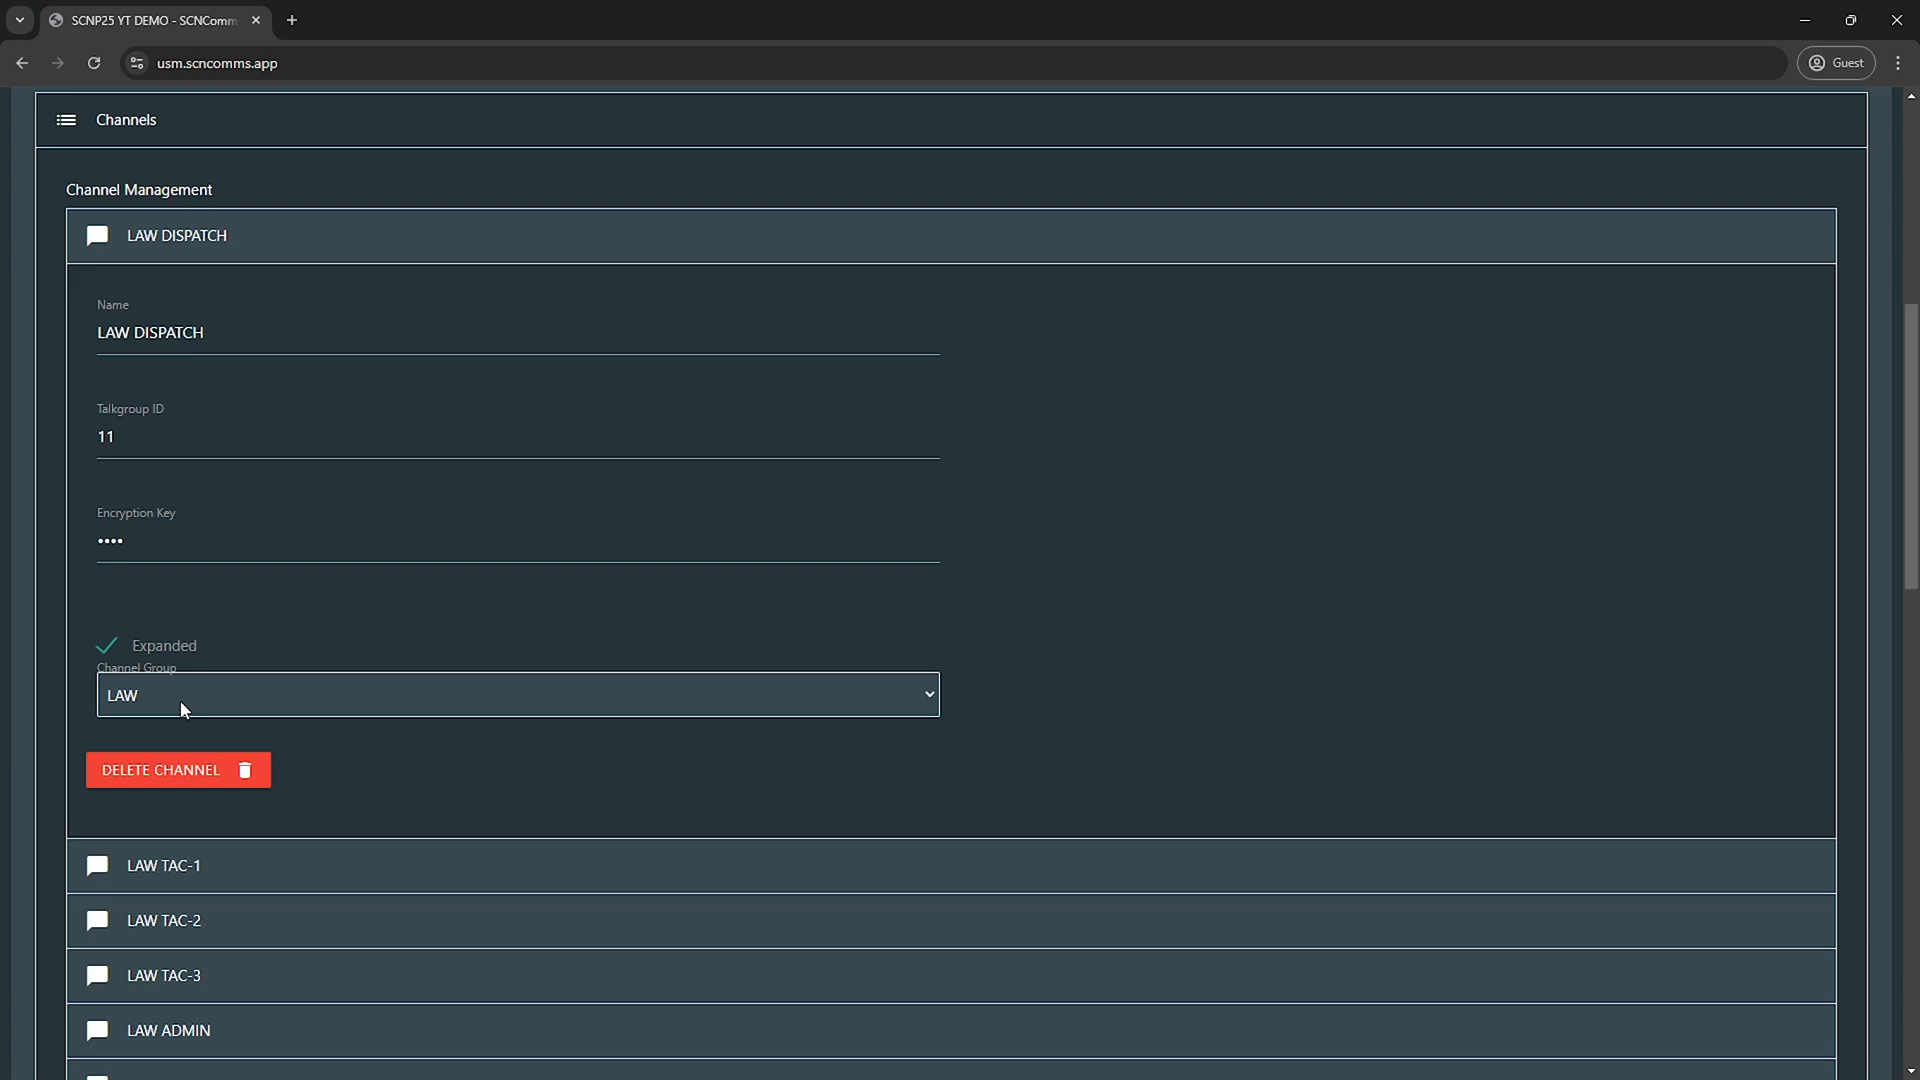 SCNP25 YT DEMO - SCNComm
usm.scncomms.app
Guest
Channels
Channel Management
LAW DISPATCH
Name
LAW DISPATCH
Talkgroup ID
11
Encryption Key
••••
Expanded
Channel Group
LAW
DELETE CHANNEL
LAW TAC-1
LAW TAC-2
LAW TAC-3
LAW ADMIN